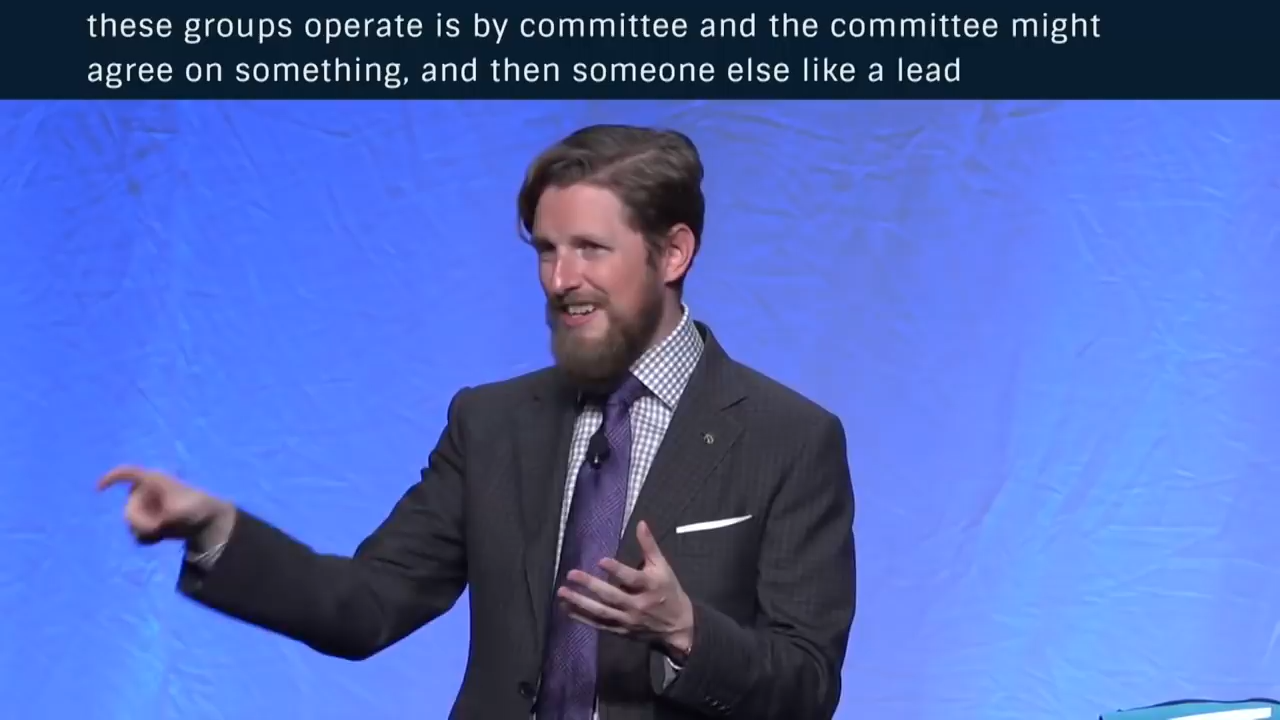 these groups operate is by committee and the committee might
agree on something, and then someone else like a lead